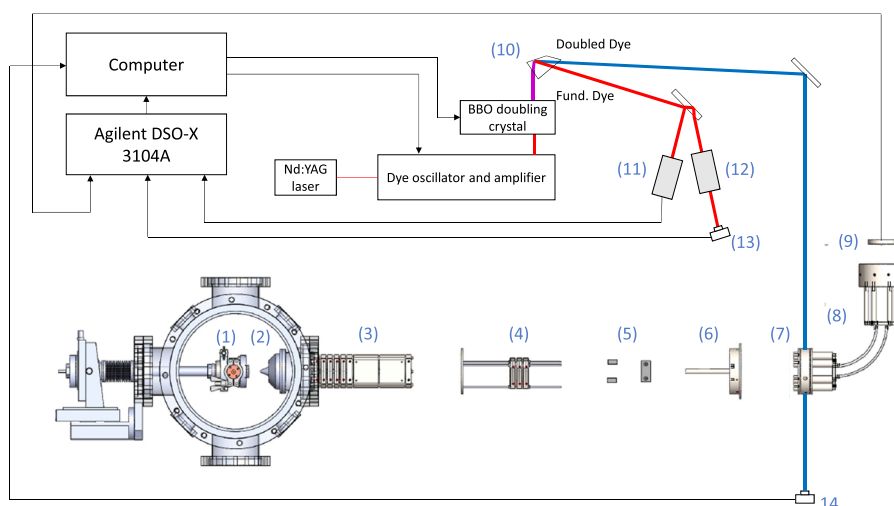 Computer
Agilent DSO-X
3104A
Nd:YAG
laser
Dye oscillator and amplifier
BBO doubling
crystal
(10)
Doubled Dye
Fund. Dye
(11)
(12)
(13)
(9)
(8)
(1)
(2)
(3)
(4)
(5)
(6)
(7)
14